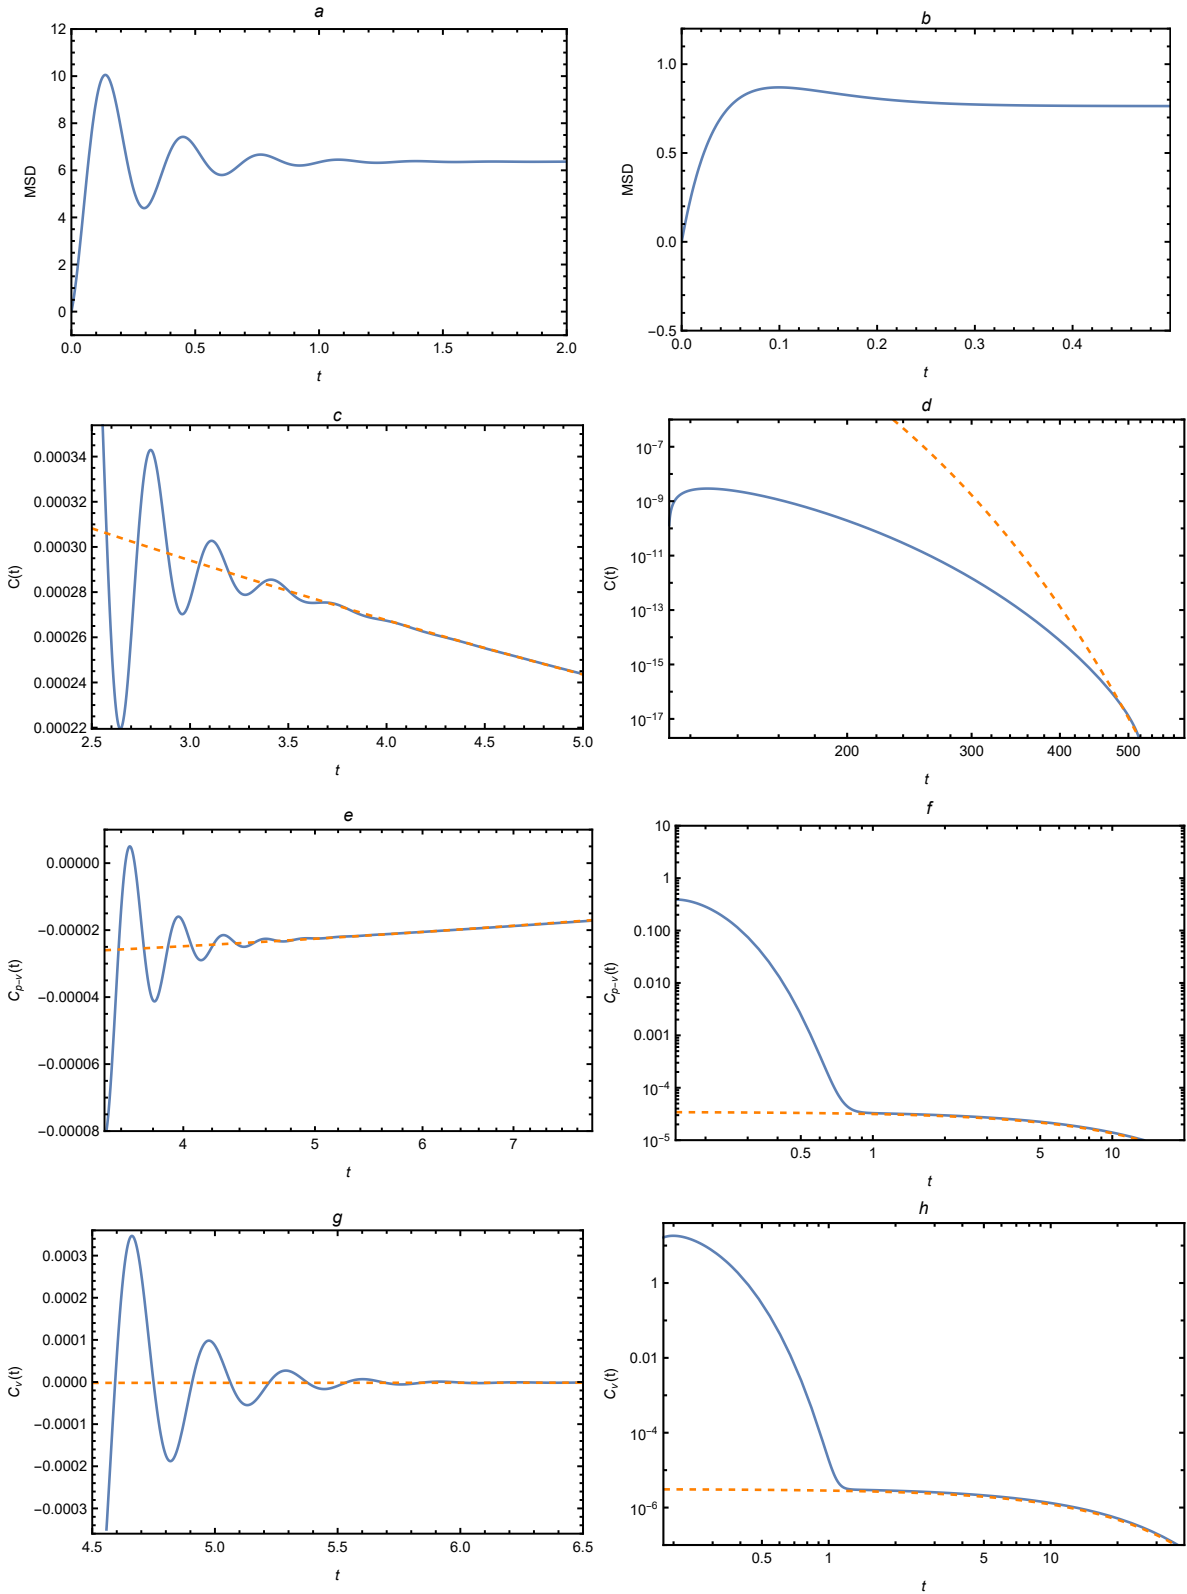 a
12
10
8
6
4
2
0
MSD
0.0 0.5 1.0 1.5 2.0
t
b
1.0
0.5
0.0
−0.5
MSD
0.0 0.1 0.2 0.3 0.4
t
c
0.00034
0.00032
0.00030
0.00028
0.00026
0.00024
0.00022
C(t)
2.5 3.0 3.5 4.0 4.5 5.0
t
d
10⁻⁷
10⁻⁹
10⁻¹¹
10⁻¹³
10⁻¹⁵
10⁻¹⁷
C(t)
200 300 400 500
t
e
0.00000
−0.00002
−0.00004
−0.00006
−0.00008
Cp−v(t)
4 5 6 7
t
f
10
1
0.100
0.010
0.001
10⁻⁴
10⁻⁵
Cp−v(t)
0.5 1 5 10
t
g
0.0003
0.0002
0.0001
0.0000
−0.0001
−0.0002
−0.0003
Cv(t)
4.5 5.0 5.5 6.0 6.5
t
h
1
0.01
10⁻⁴
10⁻⁶
Cv(t)
0.5 1 5 10
t